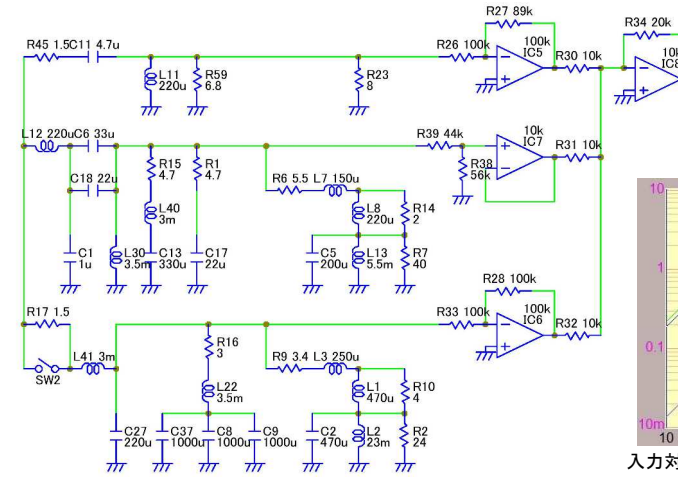 R27 89k
R34 20k
R45 1.5 C11 4.7u
R26 100k
100k
IC5
R30 10k
10k
IC8
L11
220u
R59
6.8
R23
8
L12 220u C6 33u
R39 44k
10k
IC7
R31 10k
R15
4.7
R1
4.7
R38
56k
C18 22u
R6 5.5 L7 150u
L40
3m
L8
220u
R14
2
C1
1u
L30
3.5m
C13
330u
C17
22u
C5
200u
L13
5.5m
R7
40
R28 100k
R17 1.5
R33 100k
100k
IC6
R32 10k
R16
3
L41 3m
SW2
R9 3.4 L3 250u
L22
3.5m
L1
470u
R10
4
C27
220u
C37
1000u
C8
1000u
C9
1000u
C2
470u
L2
23m
R2
24
10
1
0.1
10m
10
入力対